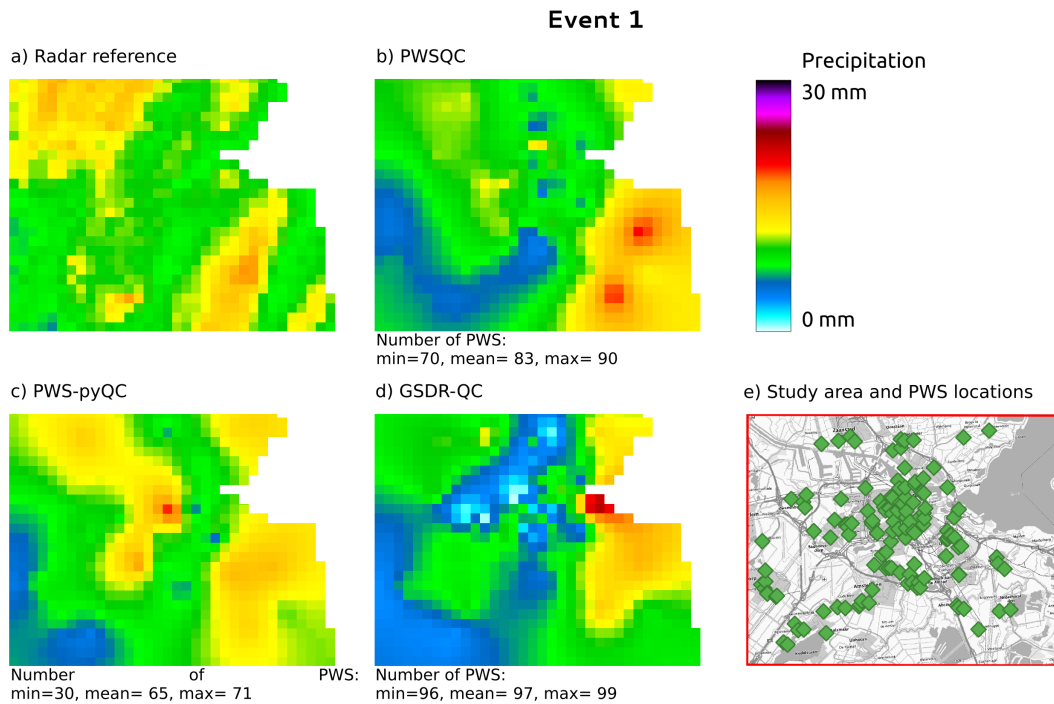 Event 1
a) Radar reference
b) PWSQC
Precipitation
30 mm
0 mm
Number of PWS:
min=70, mean= 83, max= 90
c) PWS-pyQC
d) GSDR-QC
e) Study area and PWS locations
Number of PWS:
min=30, mean= 65, max= 71
Number of PWS:
min=96, mean= 97, max= 99